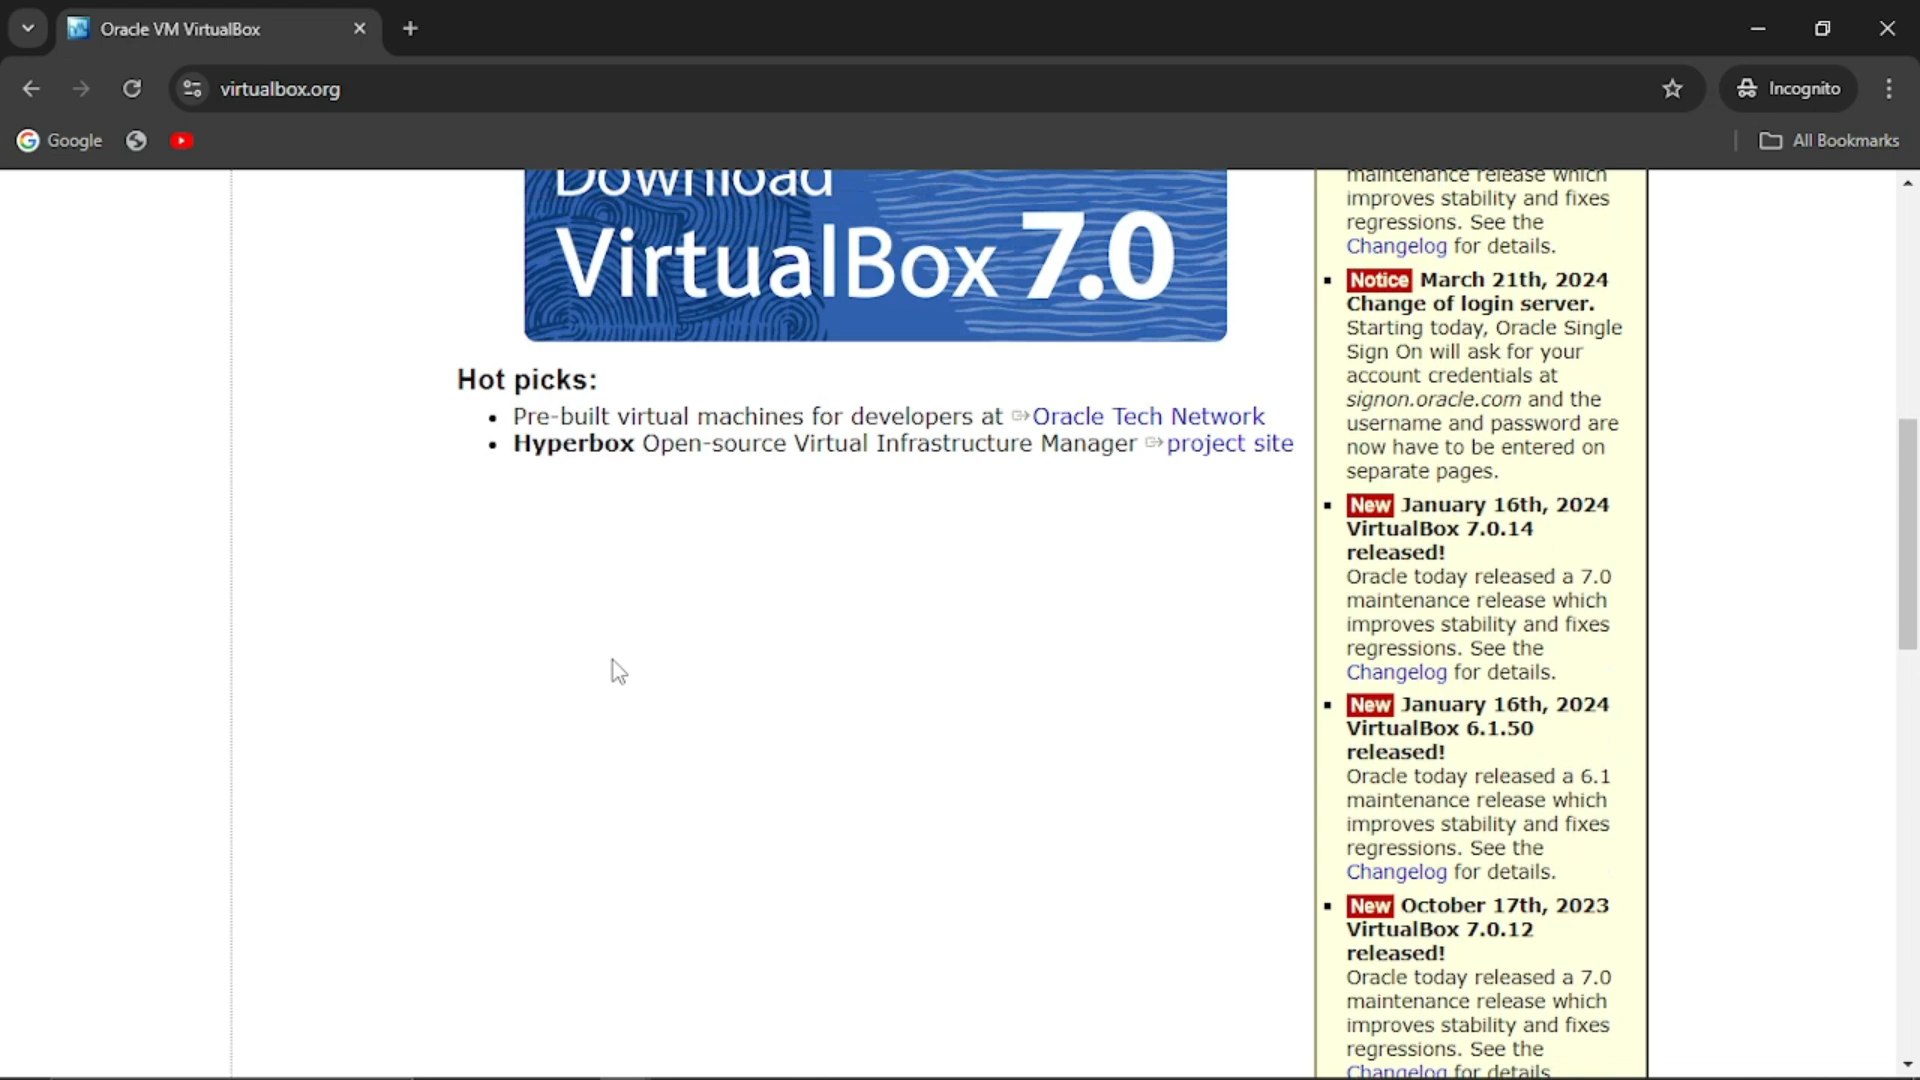 Oracle VM VirtualBox
virtualbox.org
Incognito
Google
All Bookmarks
Download
VirtualBox 7.0
Hot picks:
Pre-built virtual machines for developers at Oracle Tech Network
Hyperbox Open-source Virtual Infrastructure Manager project site
maintenance release which
improves stability and fixes
regressions. See the
Changelog for details.
Notice March 21th, 2024
Change of login server.
Starting today, Oracle Single
Sign On will ask for your
account credentials at
signon.oracle.com and the
username and password are
now have to be entered on
separate pages.
New January 16th, 2024
VirtualBox 7.0.14
released!
Oracle today released a 7.0
maintenance release which
improves stability and fixes
regressions. See the
Changelog for details.
New January 16th, 2024
VirtualBox 6.1.50
released!
Oracle today released a 6.1
maintenance release which
improves stability and fixes
regressions. See the
Changelog for details.
New October 17th, 2023
VirtualBox 7.0.12
released!
Oracle today released a 7.0
maintenance release which
improves stability and fixes
regressions. See the
Changelog for details